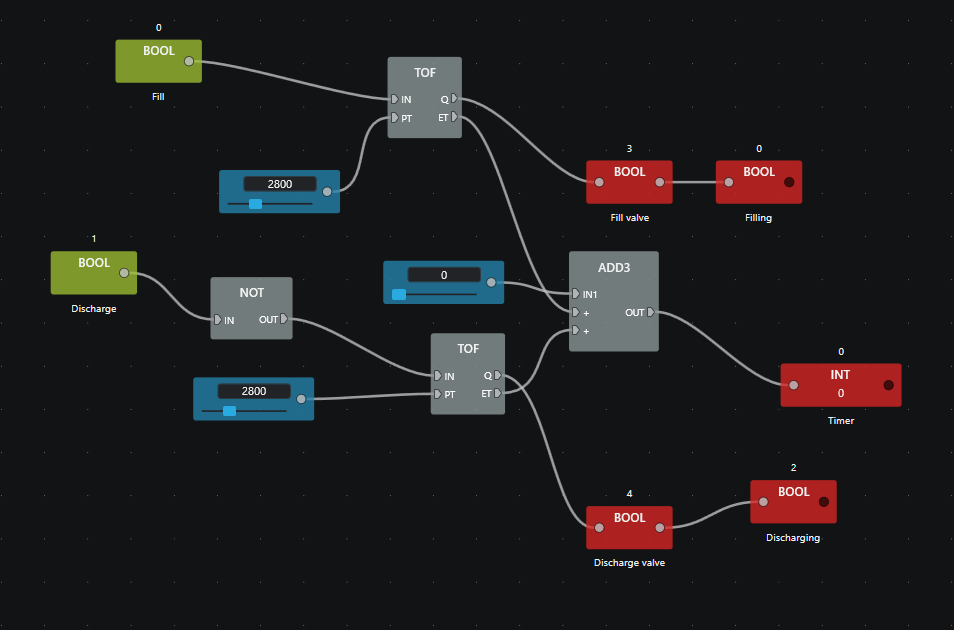 0
BOOL
Fill
TOF
IN Q
PT ET
2800
3
BOOL
Fill valve
0
BOOL
Filling
1
BOOL
Discharge
NOT
IN OUT
0
ADD3
IN1
+ OUT
+
TOF
IN Q
PT ET
2800
0
INT
0
Timer
2
BOOL
Discharging
4
BOOL
Discharge valve